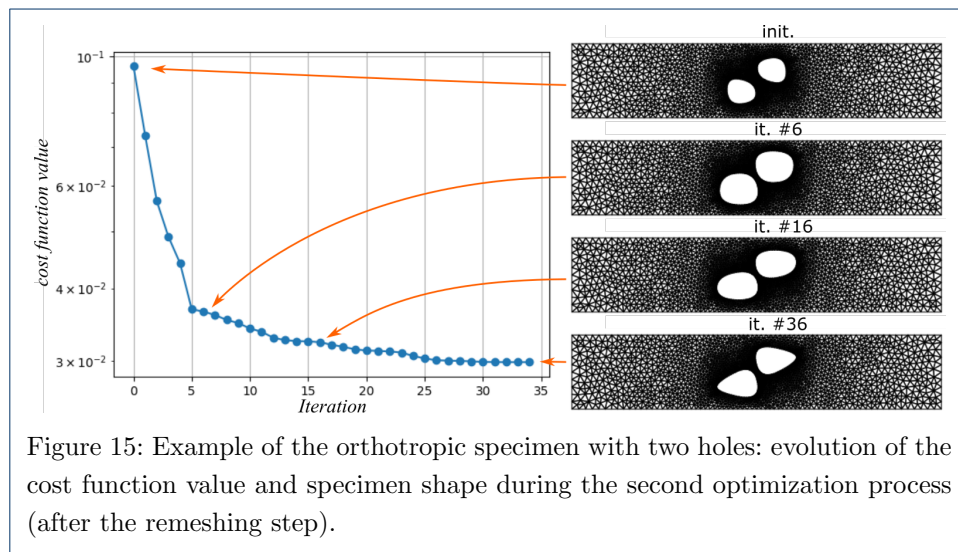 init.
10⁻¹
it. #6
6 × 10⁻²
cost function value
it. #16
4 × 10⁻²
it. #36
3 × 10⁻²
0 5 10 15 20 25 30 35
Iteration
Figure 15: Example of the orthotropic specimen with two holes: evolution of the
cost function value and specimen shape during the second optimization process
(after the remeshing step).